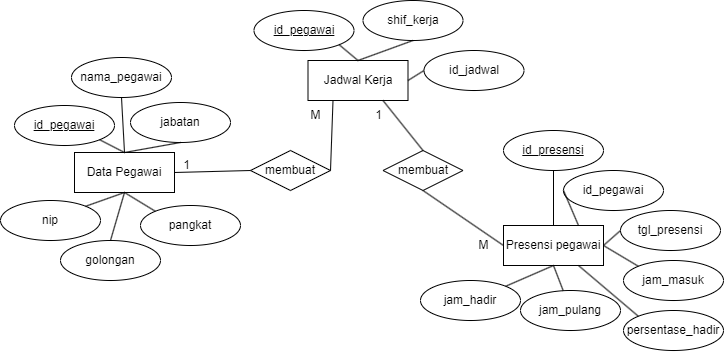 id_pegawai
shif_kerja
id_jadwal
Jadwal Kerja
nama_pegawai
id_pegawai
jabatan
M
1
Data Pegawai
1
membuat
membuat
id_presensi
id_pegawai
nip
pangkat
golongan
tgl_presensi
M
Presensi pegawai
jam_masuk
jam_hadir
jam_pulang
persentase_hadir